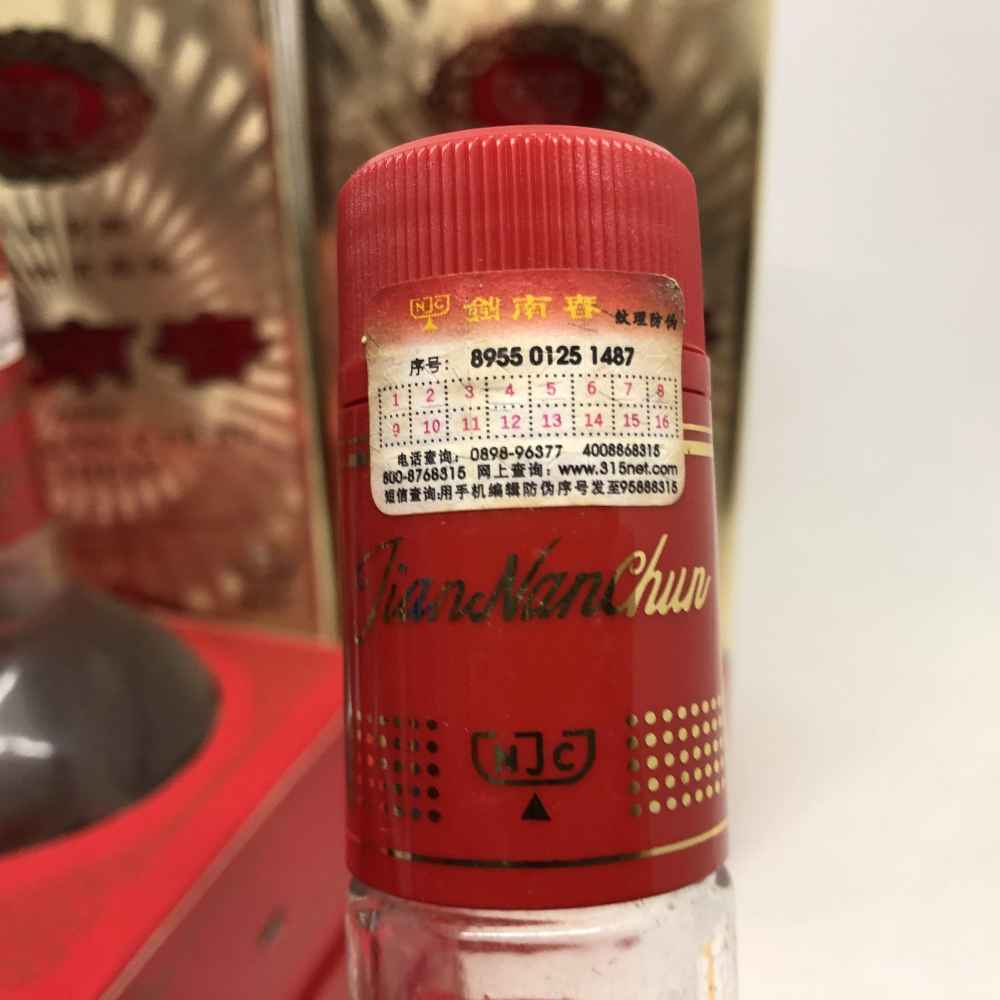 NJC 剑南春 纹理防伪
序号: 8955 0125 1487
1 2 3 4 5 6 7 8
9 10 11 12 13 14 15 16
电话查询: 0898-96377 4008868315
800-8768315 网上查询: www.315net.com
短信查询:用手机编辑防伪序号发至95888315
JianNanChun
NJC